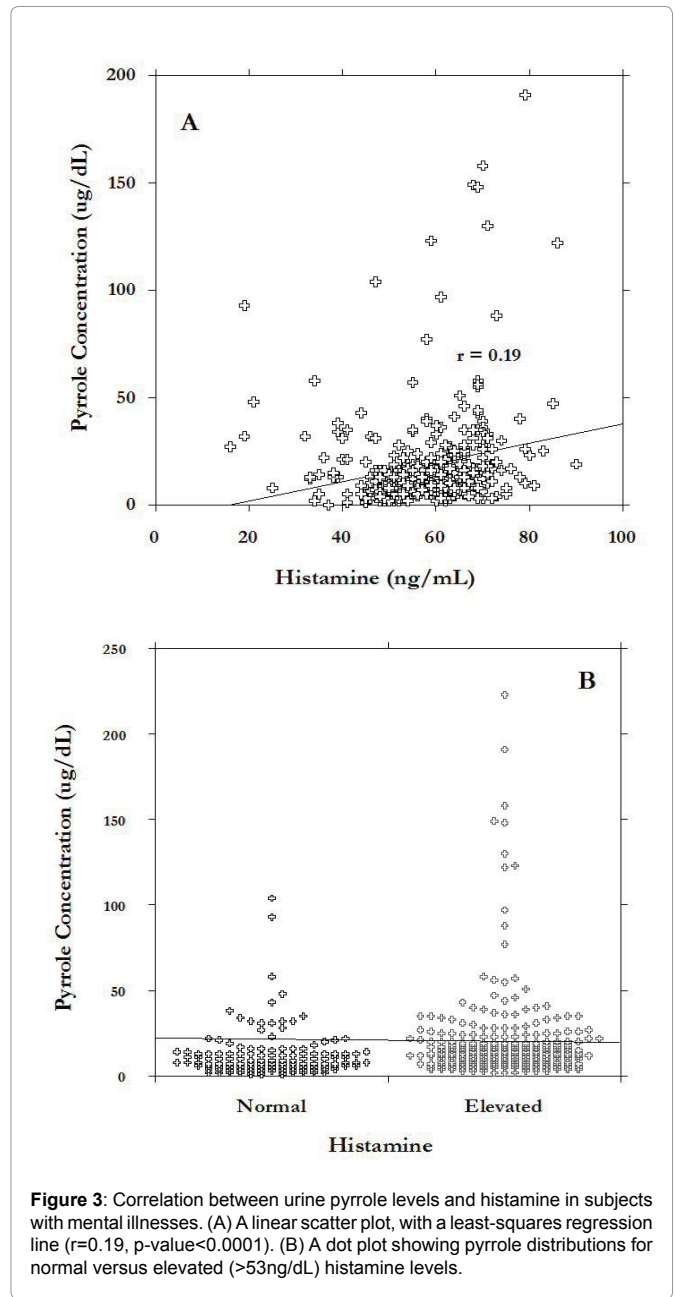 200
A
150
100
r = 0.19
50
0
0 20 40 60 80 100
Pyrrole Concentration (ug/dL)
Histamine (ng/mL)
250
B
200
150
100
50
0
Normal Elevated
Pyrrole Concentration (ug/dL)
Histamine
Figure 3: Correlation between urine pyrrole levels and histamine in subjects
with mental illnesses. (A) A linear scatter plot, with a least-squares regression
line (r=0.19, p-value<0.0001). (B) A dot plot showing pyrrole distributions for
normal versus elevated (>53ng/dL) histamine levels.